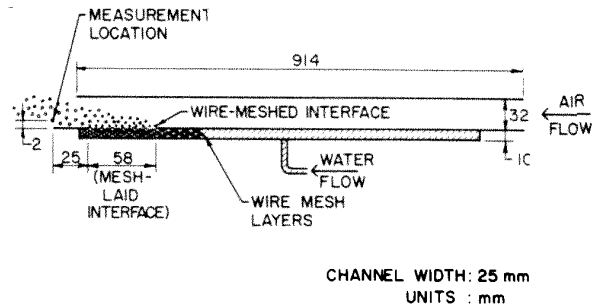 MEASUREMENT
LOCATION
914
WIRE-MESHED INTERFACE
32
AIR
FLOW
2
25
58
(MESH-
LAID
INTERFACE)
WATER
FLOW
WIRE MESH
LAYERS
CHANNEL WIDTH: 25 mm
UNITS : mm